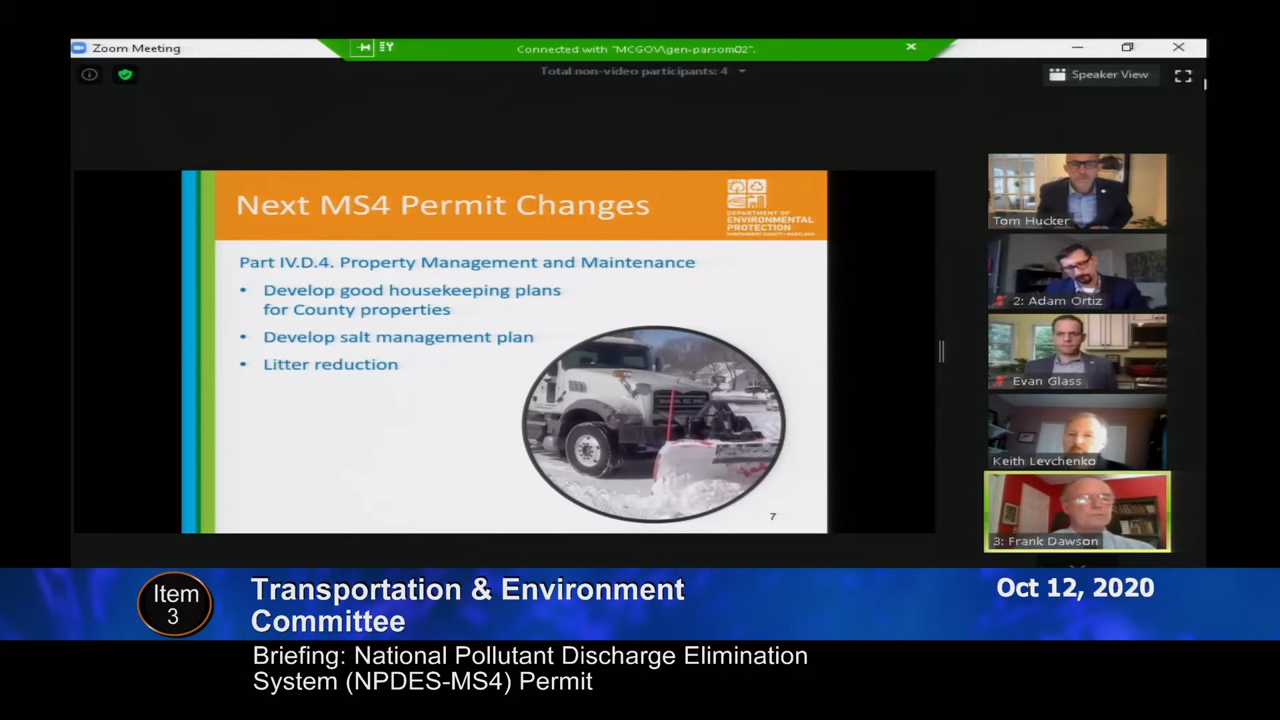 Zoom Meeting
Connected with "MCGOV\gen-parsom02".
Total non-video participants: 4
Speaker View
Next MS4 Permit Changes
DEPARTMENT OF
ENVIRONMENTAL
PROTECTION
MONTGOMERY COUNTY • MARYLAND
Part IV.D.4. Property Management and Maintenance
• Develop good housekeeping plans
for County properties
• Develop salt management plan
• Litter reduction
MACK
7
Tom Hucker
2: Adam Ortiz
Evan Glass
Keith Levchenko
3: Frank Dawson
Item
3
Transportation & Environment
Committee
Oct 12, 2020
Briefing: National Pollutant Discharge Elimination
System (NPDES-MS4) Permit